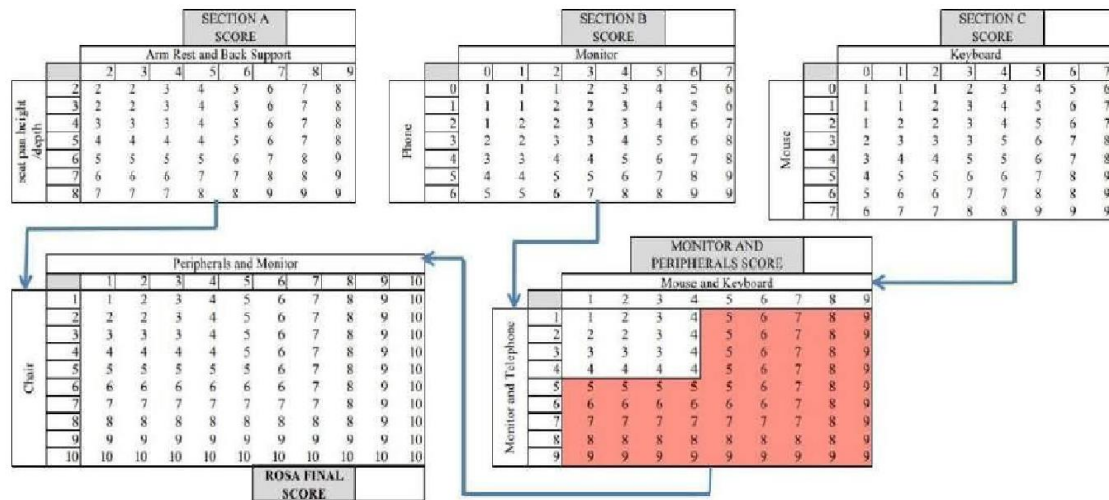 SECTION A
SCORE
Arm Rest and Back Support
2 3 4 5 6 7 8 9
seat pan height
/depth
2 2 2 3 4 5 6 7 8
3 2 2 3 4 5 6 7 8
4 3 3 3 4 5 6 7 8
5 4 4 4 4 5 6 7 8
6 5 5 5 5 6 7 8 9
7 6 6 6 7 7 8 8 9
8 7 7 7 8 8 9 9 9
SECTION B
SCORE
Monitor
0 1 2 3 4 5 6 7
Phone
0 1 1 1 2 3 4 5 6
1 1 1 2 2 3 4 5 6
2 1 2 2 3 3 4 6 7
3 2 2 3 3 4 5 6 8
4 3 3 4 4 5 6 7 8
5 4 4 5 5 6 7 8 9
6 5 5 6 7 8 8 9 9
SECTION C
SCORE
Keyboard
0 1 2 3 4 5 6 7
Mouse
0 1 1 1 2 3 4 5 6
1 1 1 2 3 4 5 6 7
2 1 2 2 3 4 5 6 7
3 2 3 3 3 5 6 7 8
4 3 4 4 5 5 6 7 8
5 4 5 5 6 6 7 8 9
6 5 6 6 7 7 8 8 9
7 6 7 7 8 8 9 9 9
Peripherals and Monitor
1 2 3 4 5 6 7 8 9 10
Chair
1 1 2 3 4 5 6 7 8 9 10
2 2 2 3 4 5 6 7 8 9 10
3 3 3 3 4 5 6 7 8 9 10
4 4 4 4 4 5 6 7 8 9 10
5 5 5 5 5 5 6 7 8 9 10
6 6 6 6 6 6 6 7 8 9 10
7 7 7 7 7 7 7 7 8 9 10
8 8 8 8 8 8 8 8 8 9 10
9 9 9 9 9 9 9 9 9 9 10
10 10 10 10 10 10 10 10 10 10 10
ROSA FINAL
SCORE
MONITOR AND
PERIPHERALS SCORE
Mouse and Keyboard
1 2 3 4 5 6 7 8 9
Monitor and Telephone
1 1 2 3 4 5 6 7 8 9
2 2 2 3 4 5 6 7 8 9
3 3 3 3 4 5 6 7 8 9
4 4 4 4 4 5 6 7 8 9
5 5 5 5 5 5 6 7 8 9
6 6 6 6 6 6 6 7 8 9
7 7 7 7 7 7 7 7 8 9
8 8 8 8 8 8 8 8 8 9
9 9 9 9 9 9 9 9 9 9